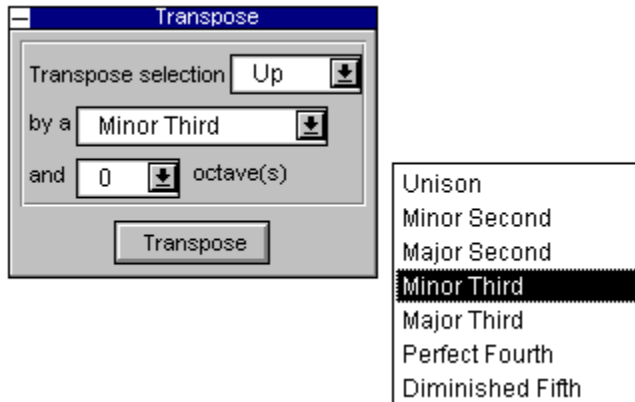 Transpose
Transpose selection Up
by a Minor Third
and 0 octave(s)
Transpose
Unison
Minor Second
Major Second
Minor Third
Major Third
Perfect Fourth
Diminished Fifth